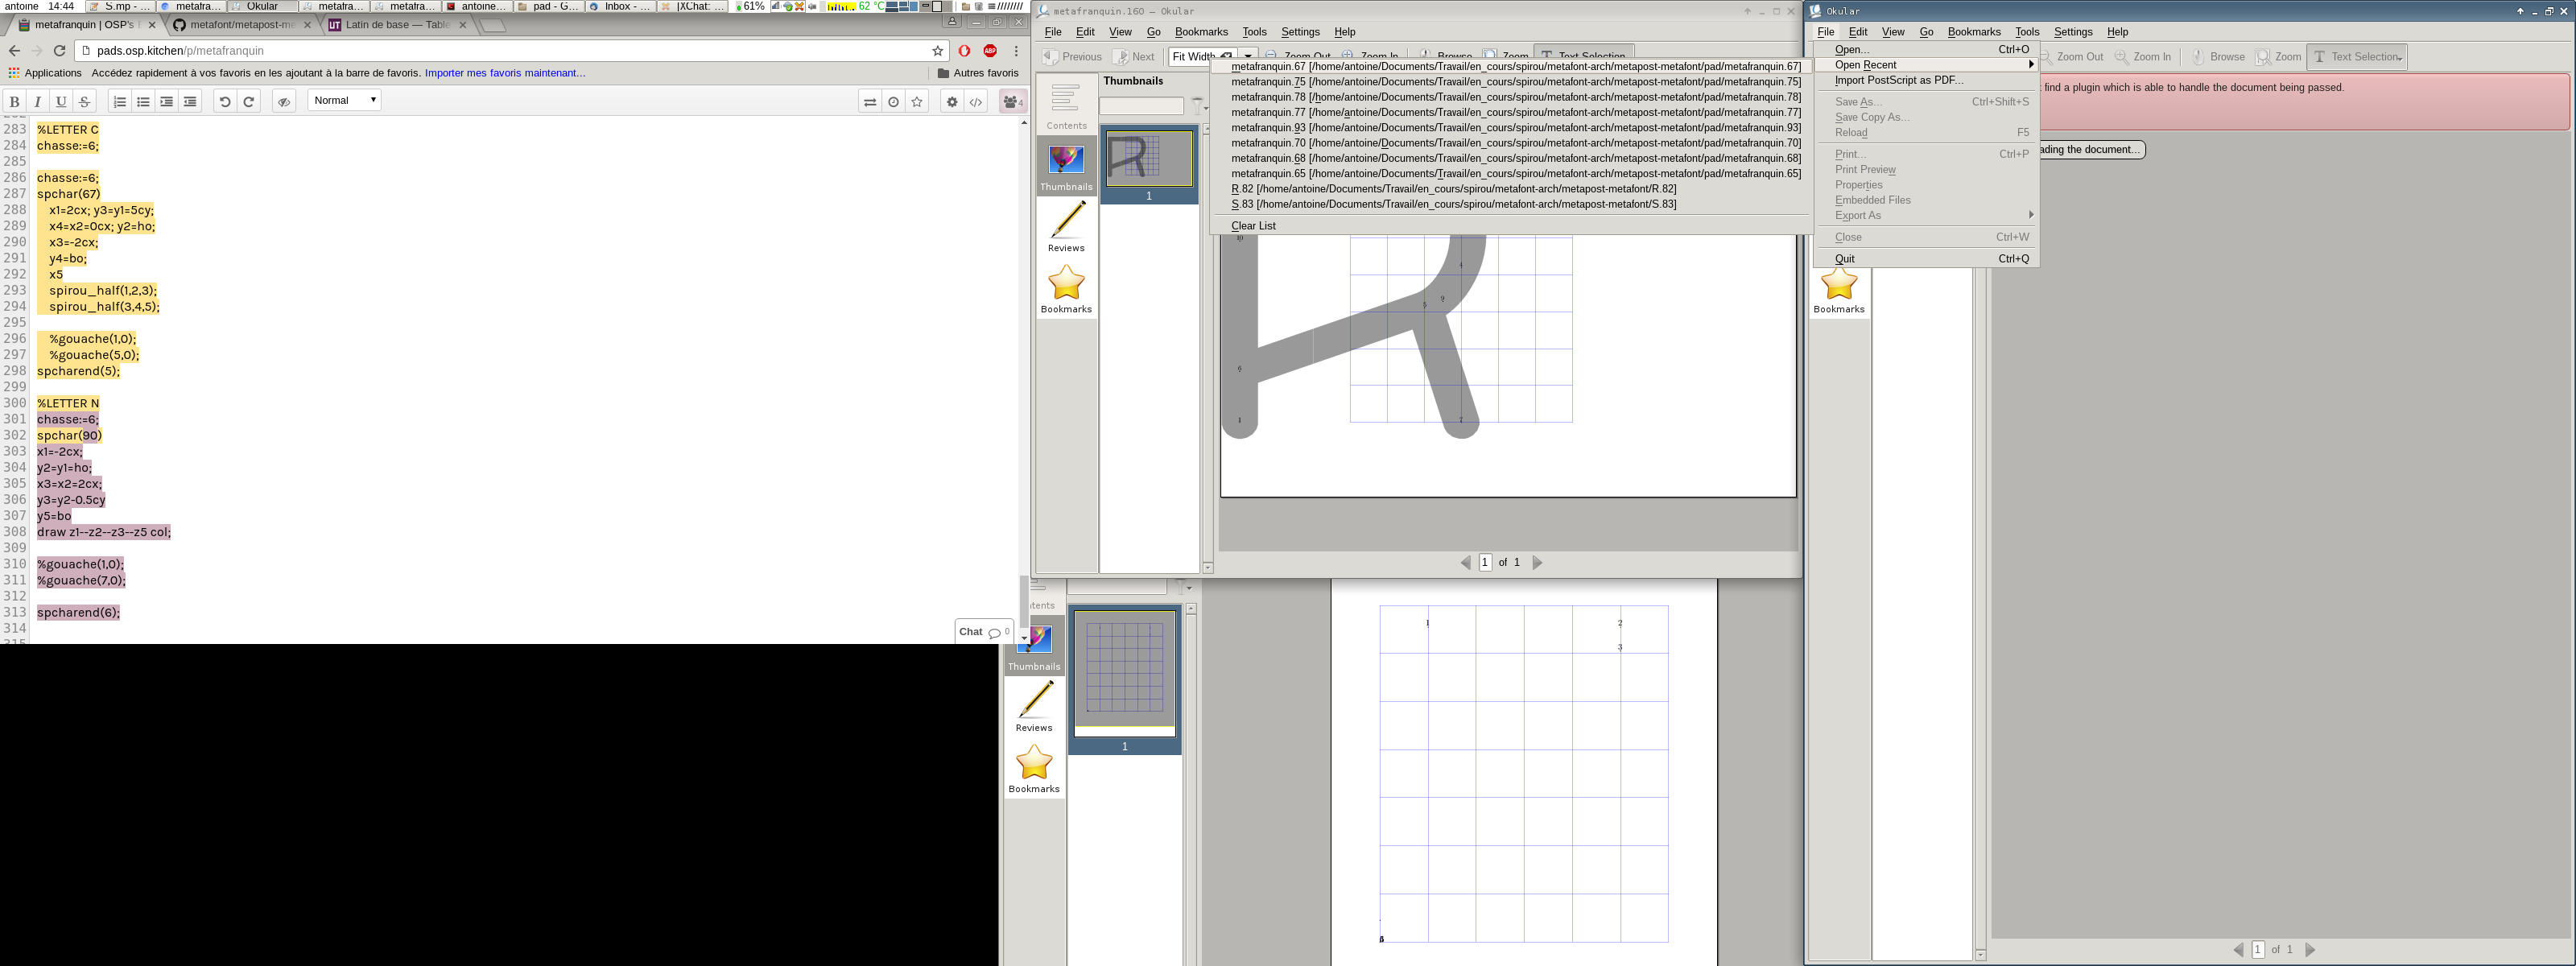 antoine 14:44 S.mp - ... metafra... Okular metafra... metafra... antoine... pad - G... Inbox - ... |XChat: ... 61% 62 °C
metafranquin | OSP's
metafont/metapost-me
Latin de base — Table
pads.osp.kitchen/p/metafranquin
Applications Accédez rapidement à vos favoris en les ajoutant à la barre de favoris. Importer mes favoris maintenant... Autres favoris
B I U S Normal 4
283 %LETTER C
284 chasse:=6;
285
286 chasse:=6;
287 spchar(67)
288 x1=2cx; y3=y1=5cy;
289 x4=x2=0cx; y2=ho;
290 x3=-2cx;
291 y4=bo;
292 x5
293 spirou_half(1,2,3);
294 spirou_half(3,4,5);
295
296 %gouache(1,0);
297 %gouache(5,0);
298 spcharend(5);
299
300 %LETTER N
301 chasse:=6;
302 spchar(90)
303 x1=-2cx;
304 y2=y1=ho;
305 x3=x2=2cx;
306 y3=y2-0.5cy
307 y5=bo
308 draw z1--z2--z3--z5 col;
309
310 %gouache(1,0);
311 %gouache(7,0);
312
313 spcharend(6);
314
Chat 0
metafranquin.160 – Okular
File Edit View Go Bookmarks Tools Settings Help
Previous Next Fit Width Zoom Out Zoom In Browse Zoom Text Selection
Contents
Thumbnails
Reviews
Bookmarks
Thumbnails
1
metafranquin.67 [/home/antoine/Documents/Travail/en_cours/spirou/metafont-arch/metapost-metafont/pad/metafranquin.67]
metafranquin.75 [/home/antoine/Documents/Travail/en_cours/spirou/metafont-arch/metapost-metafont/pad/metafranquin.75]
metafranquin.78 [/home/antoine/Documents/Travail/en_cours/spirou/metafont-arch/metapost-metafont/pad/metafranquin.78]
metafranquin.77 [/home/antoine/Documents/Travail/en_cours/spirou/metafont-arch/metapost-metafont/pad/metafranquin.77]
metafranquin.93 [/home/antoine/Documents/Travail/en_cours/spirou/metafont-arch/metapost-metafont/pad/metafranquin.93]
metafranquin.70 [/home/antoine/Documents/Travail/en_cours/spirou/metafont-arch/metapost-metafont/pad/metafranquin.70]
metafranquin.68 [/home/antoine/Documents/Travail/en_cours/spirou/metafont-arch/metapost-metafont/pad/metafranquin.68]
metafranquin.65 [/home/antoine/Documents/Travail/en_cours/spirou/metafont-arch/metapost-metafont/pad/metafranquin.65]
R.82 [/home/antoine/Documents/Travail/en_cours/spirou/metafont-arch/metapost-metafont/R.82]
S.83 [/home/antoine/Documents/Travail/en_cours/spirou/metafont-arch/metapost-metafont/S.83]
Clear List
1 of 1
Okular
File Edit View Go Bookmarks Tools Settings Help
Zoom Out Zoom In Browse Zoom Text Selection
Open... Ctrl+O
Open Recent
Import PostScript as PDF...
Save As... Ctrl+Shift+S
Save Copy As...
Reload F5
Print... Ctrl+P
Print Preview
Properties
Embedded Files
Export As
Close Ctrl+W
Quit Ctrl+Q
find a plugin which is able to handle the document being passed.
ading the document...
Bookmarks
1 of 1
tents
Thumbnails
Reviews
Bookmarks
1
1 2
3